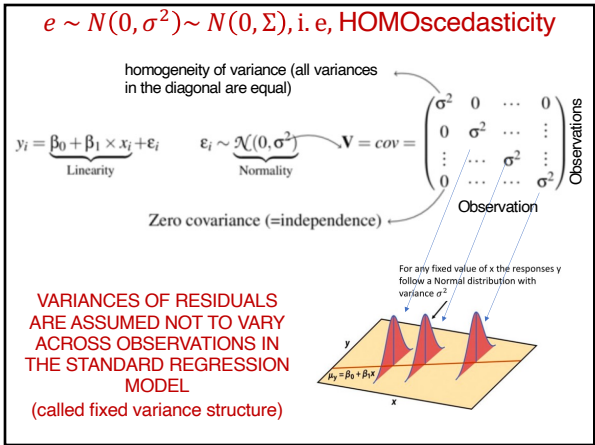 e ~ N(0, σ²)~ N(0, Σ), i. e, HOMOscedasticity
homogeneity of variance (all variances
in the diagonal are equal)
yᵢ = β₀ + β₁ × xᵢ +εᵢ
Linearity
εᵢ ~ 𝒩(0,σ²)
Normality
V = cov =
σ² 0 ⋯ 0
0 σ² ⋯ ⋮
⋮ ⋯ σ² ⋮
0 ⋯ ⋯ σ²
Observations
Observation
Zero covariance (=independence)
For any fixed value of x the responses y
follow a Normal distribution with
variance σ²
VARIANCES OF RESIDUALS
ARE ASSUMED NOT TO VARY
ACROSS OBSERVATIONS IN
THE STANDARD REGRESSION
MODEL
(called fixed variance structure)
y
μy = β₀ + β₁x
x